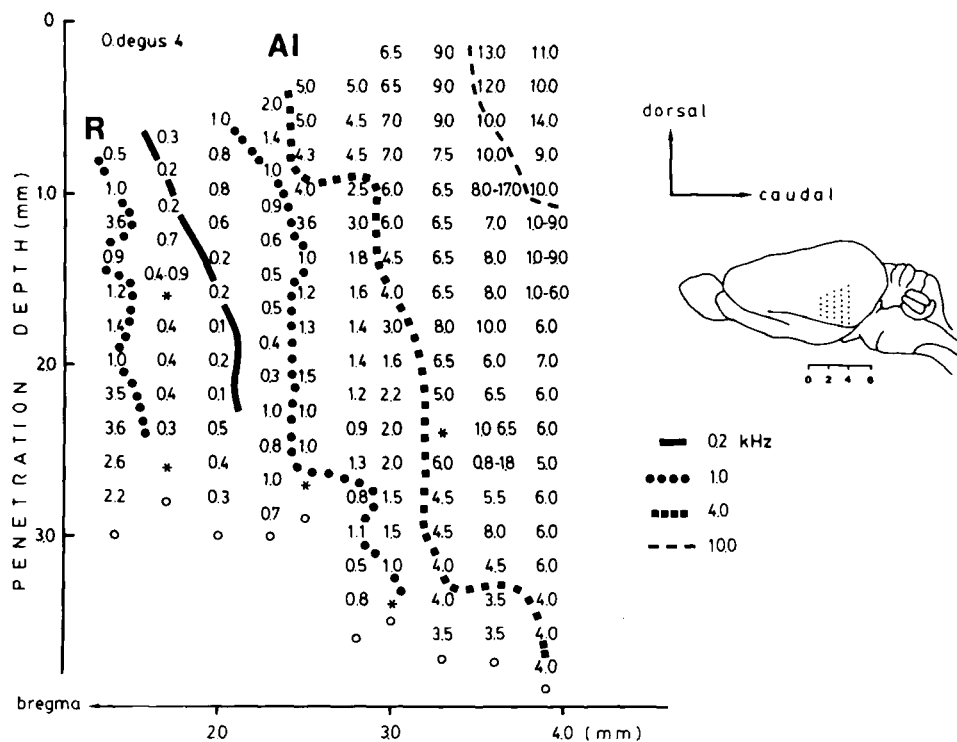 0
O.degus 4
AI
6.5 9.0 13.0 11.0
5.0 5.0 6.5 9.0 12.0 10.0
2.0
R
1.0 5.0 4.5 7.0 9.0 10.0 14.0
0.3 1.4
0.5 0.8 4.3 4.5 7.0 7.5 10.0 9.0
0.2 1.0
1.0
1.0 0.8 4.0 2.5 6.0 6.5 8.0-17.0 10.0
0.2 0.9
3.6 0.6 3.6 3.0 6.0 6.5 7.0 1.0-9.0
0.7 0.6
0.9 0.2 1.0 1.8 4.5 6.5 8.0 1.0-9.0
0.4-0.9 0.5
1.2 * 0.2 1.2 1.6 4.0 6.5 8.0 1.0-6.0
0.5
1.4 0.4 0.1 1.3 1.4 3.0 8.0 10.0 6.0
0.4
2.0
1.0 0.4 0.2 1.4 1.6 6.5 6.0 7.0
0.3 1.5
3.5 0.4 0.1 1.2 2.2 5.0 6.5 6.0
1.0 1.0
3.6 0.3 0.5 0.9 2.0 * 1.0 6.5 6.0
0.8 1.0
2.6 * 0.4 1.3 2.0 6.0 0.8-1.8 5.0
1.0 *
2.2 0.3 0.8 1.5 4.5 5.5 6.0
0.7
3.0
1.1 1.5 4.5 8.0 6.0
0.5 1.0 4.0 4.5 6.0
0.8 * 4.0 3.5 4.0
3.5 3.5 4.0
4.0
PENETRATION DEPTH (mm)
bregma
2.0 3.0 4.0 (mm)
dorsal
caudal
0 2 4 6
0.2 kHz
1.0
4.0
10.0